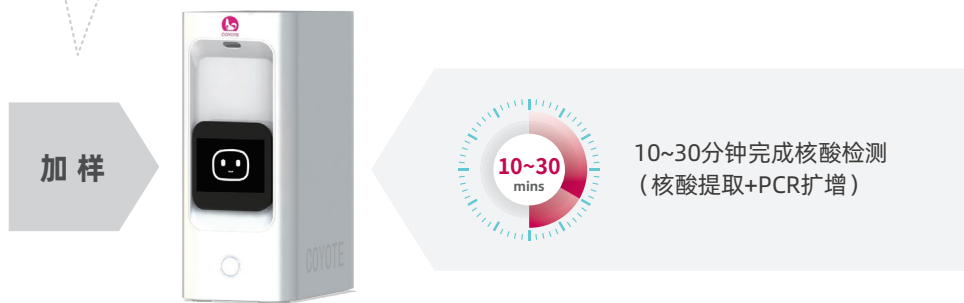 COYOTE
加 样
COYOTE
10~30
mins
10~30分钟完成核酸检测
（核酸提取+PCR扩增）